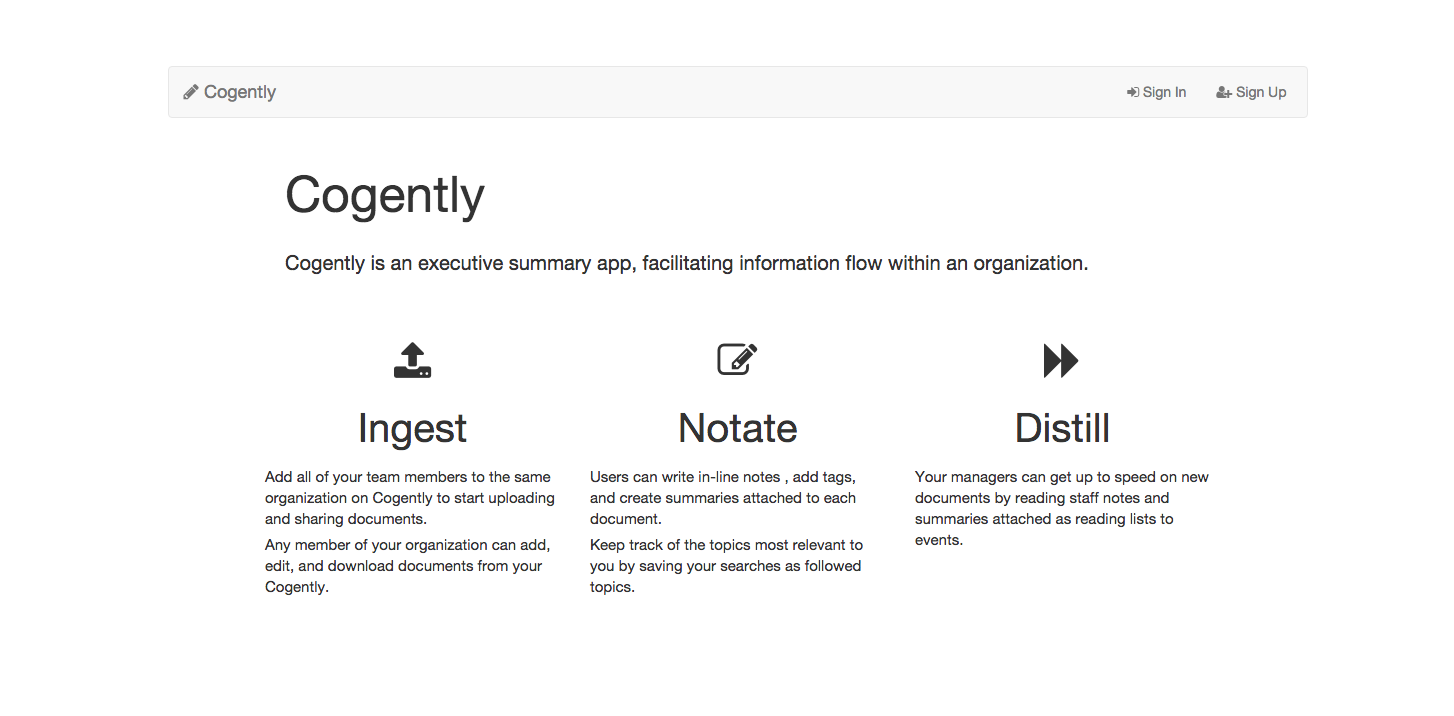 Cogently
Sign In
Sign Up
Cogently
Cogently is an executive summary app, facilitating information flow within an organization.
Ingest
Add all of your team members to the same
organization on Cogently to start uploading
and sharing documents.
Any member of your organization can add,
edit, and download documents from your
Cogently.
Notate
Users can write in-line notes , add tags,
and create summaries attached to each
document.
Keep track of the topics most relevant to
you by saving your searches as followed
topics.
Distill
Your managers can get up to speed on new
documents by reading staff notes and
summaries attached as reading lists to
events.